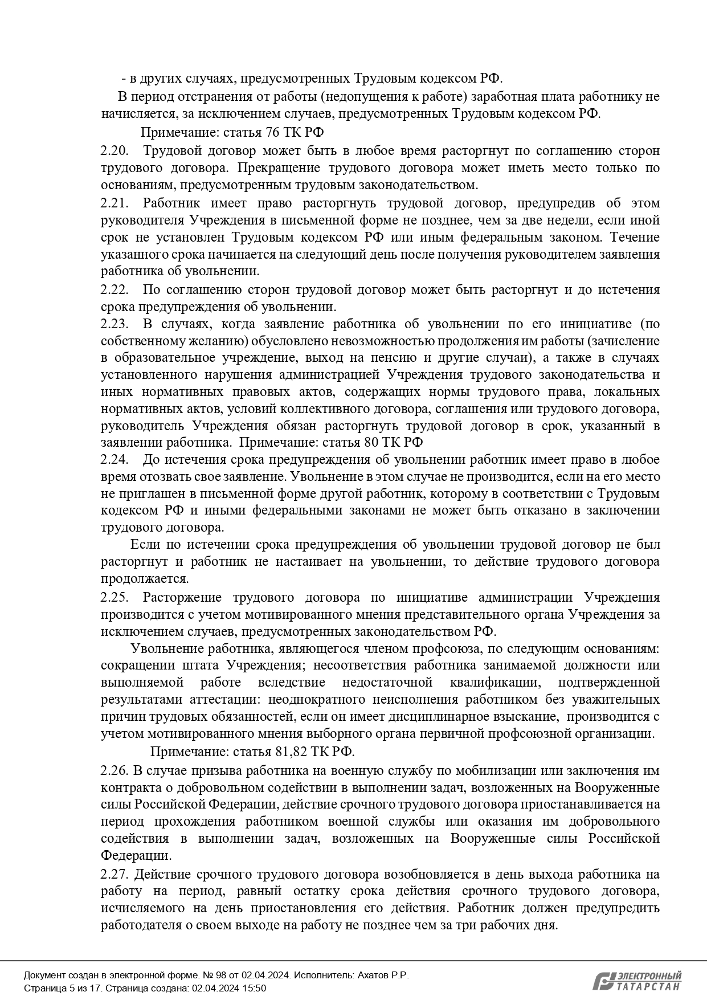 - в других случаях, предусмотренных Трудовым кодексом РФ.
В период отстранения от работы (недопущения к работе) заработная плата работнику не
начисляется, за исключением случаев, предусмотренных Трудовым кодексом РФ.
Примечание: статья 76 ТК РФ
2.20. Трудовой договор может быть в любое время расторгнут по соглашению сторон
трудового договора. Прекращение трудового договора может иметь место только по
основаниям, предусмотренным трудовым законодательством.
2.21. Работник имеет право расторгнуть трудовой договор, предупредив об этом
руководителя Учреждения в письменной форме не позднее, чем за две недели, если иной
срок не установлен Трудовым кодексом РФ или иным федеральным законом. Течение
указанного срока начинается на следующий день после получения руководителем заявления
работника об увольнении.
2.22. По соглашению сторон трудовой договор может быть расторгнут и до истечения
срока предупреждения об увольнении.
2.23. В случаях, когда заявление работника об увольнении по его инициативе (по
собственному желанию) обусловлено невозможностью продолжения им работы (зачисление
в образовательное учреждение, выход на пенсию и другие случаи), а также в случаях
установленного нарушения администрацией Учреждения трудового законодательства и
иных нормативных правовых актов, содержащих нормы трудового права, локальных
нормативных актов, условий коллективного договора, соглашения или трудового договора,
руководитель Учреждения обязан расторгнуть трудовой договор в срок, указанный в
заявлении работника. Примечание: статья 80 ТК РФ
2.24. До истечения срока предупреждения об увольнении работник имеет право в любое
время отозвать свое заявление. Увольнение в этом случае не производится, если на его место
не приглашен в письменной форме другой работник, которому в соответствии с Трудовым
кодексом РФ и иными федеральными законами не может быть отказано в заключении
трудового договора.
Если по истечении срока предупреждения об увольнении трудовой договор не был
расторгнут и работник не настаивает на увольнении, то действие трудового договора
продолжается.
2.25. Расторжение трудового договора по инициативе администрации Учреждения
производится с учетом мотивированного мнения представительного органа Учреждения за
исключением случаев, предусмотренных законодательством РФ.
Увольнение работника, являющегося членом профсоюза, по следующим основаниям:
сокращении штата Учреждения; несоответствия работника занимаемой должности или
выполняемой работе вследствие недостаточной квалификации, подтвержденной
результатами аттестации: неоднократного неисполнения работником без уважительных
причин трудовых обязанностей, если он имеет дисциплинарное взыскание, производится с
учетом мотивированного мнения выборного органа первичной профсоюзной организации.
Примечание: статья 81,82 ТК РФ.
2.26. В случае призыва работника на военную службу по мобилизации или заключения им
контракта о добровольном содействии в выполнении задач, возложенных на Вооруженные
силы Российской Федерации, действие срочного трудового договора приостанавливается на
период прохождения работником военной службы или оказания им добровольного
содействия в выполнении задач, возложенных на Вооруженные силы Российской
Федерации.
2.27. Действие срочного трудового договора возобновляется в день выхода работника на
работу на период, равный остатку срока действия срочного трудового договора,
исчисляемого на день приостановления его действия. Работник должен предупредить
работодателя о своем выходе на работу не позднее чем за три рабочих дня.
Документ создан в электронной форме. № 98 от 02.04.2024. Исполнитель: Ахатов Р.Р.
Страница 5 из 17. Страница создана: 02.04.2024 15:50
ЭЛЕКТРОННЫЙ
ТАТАРСТАН